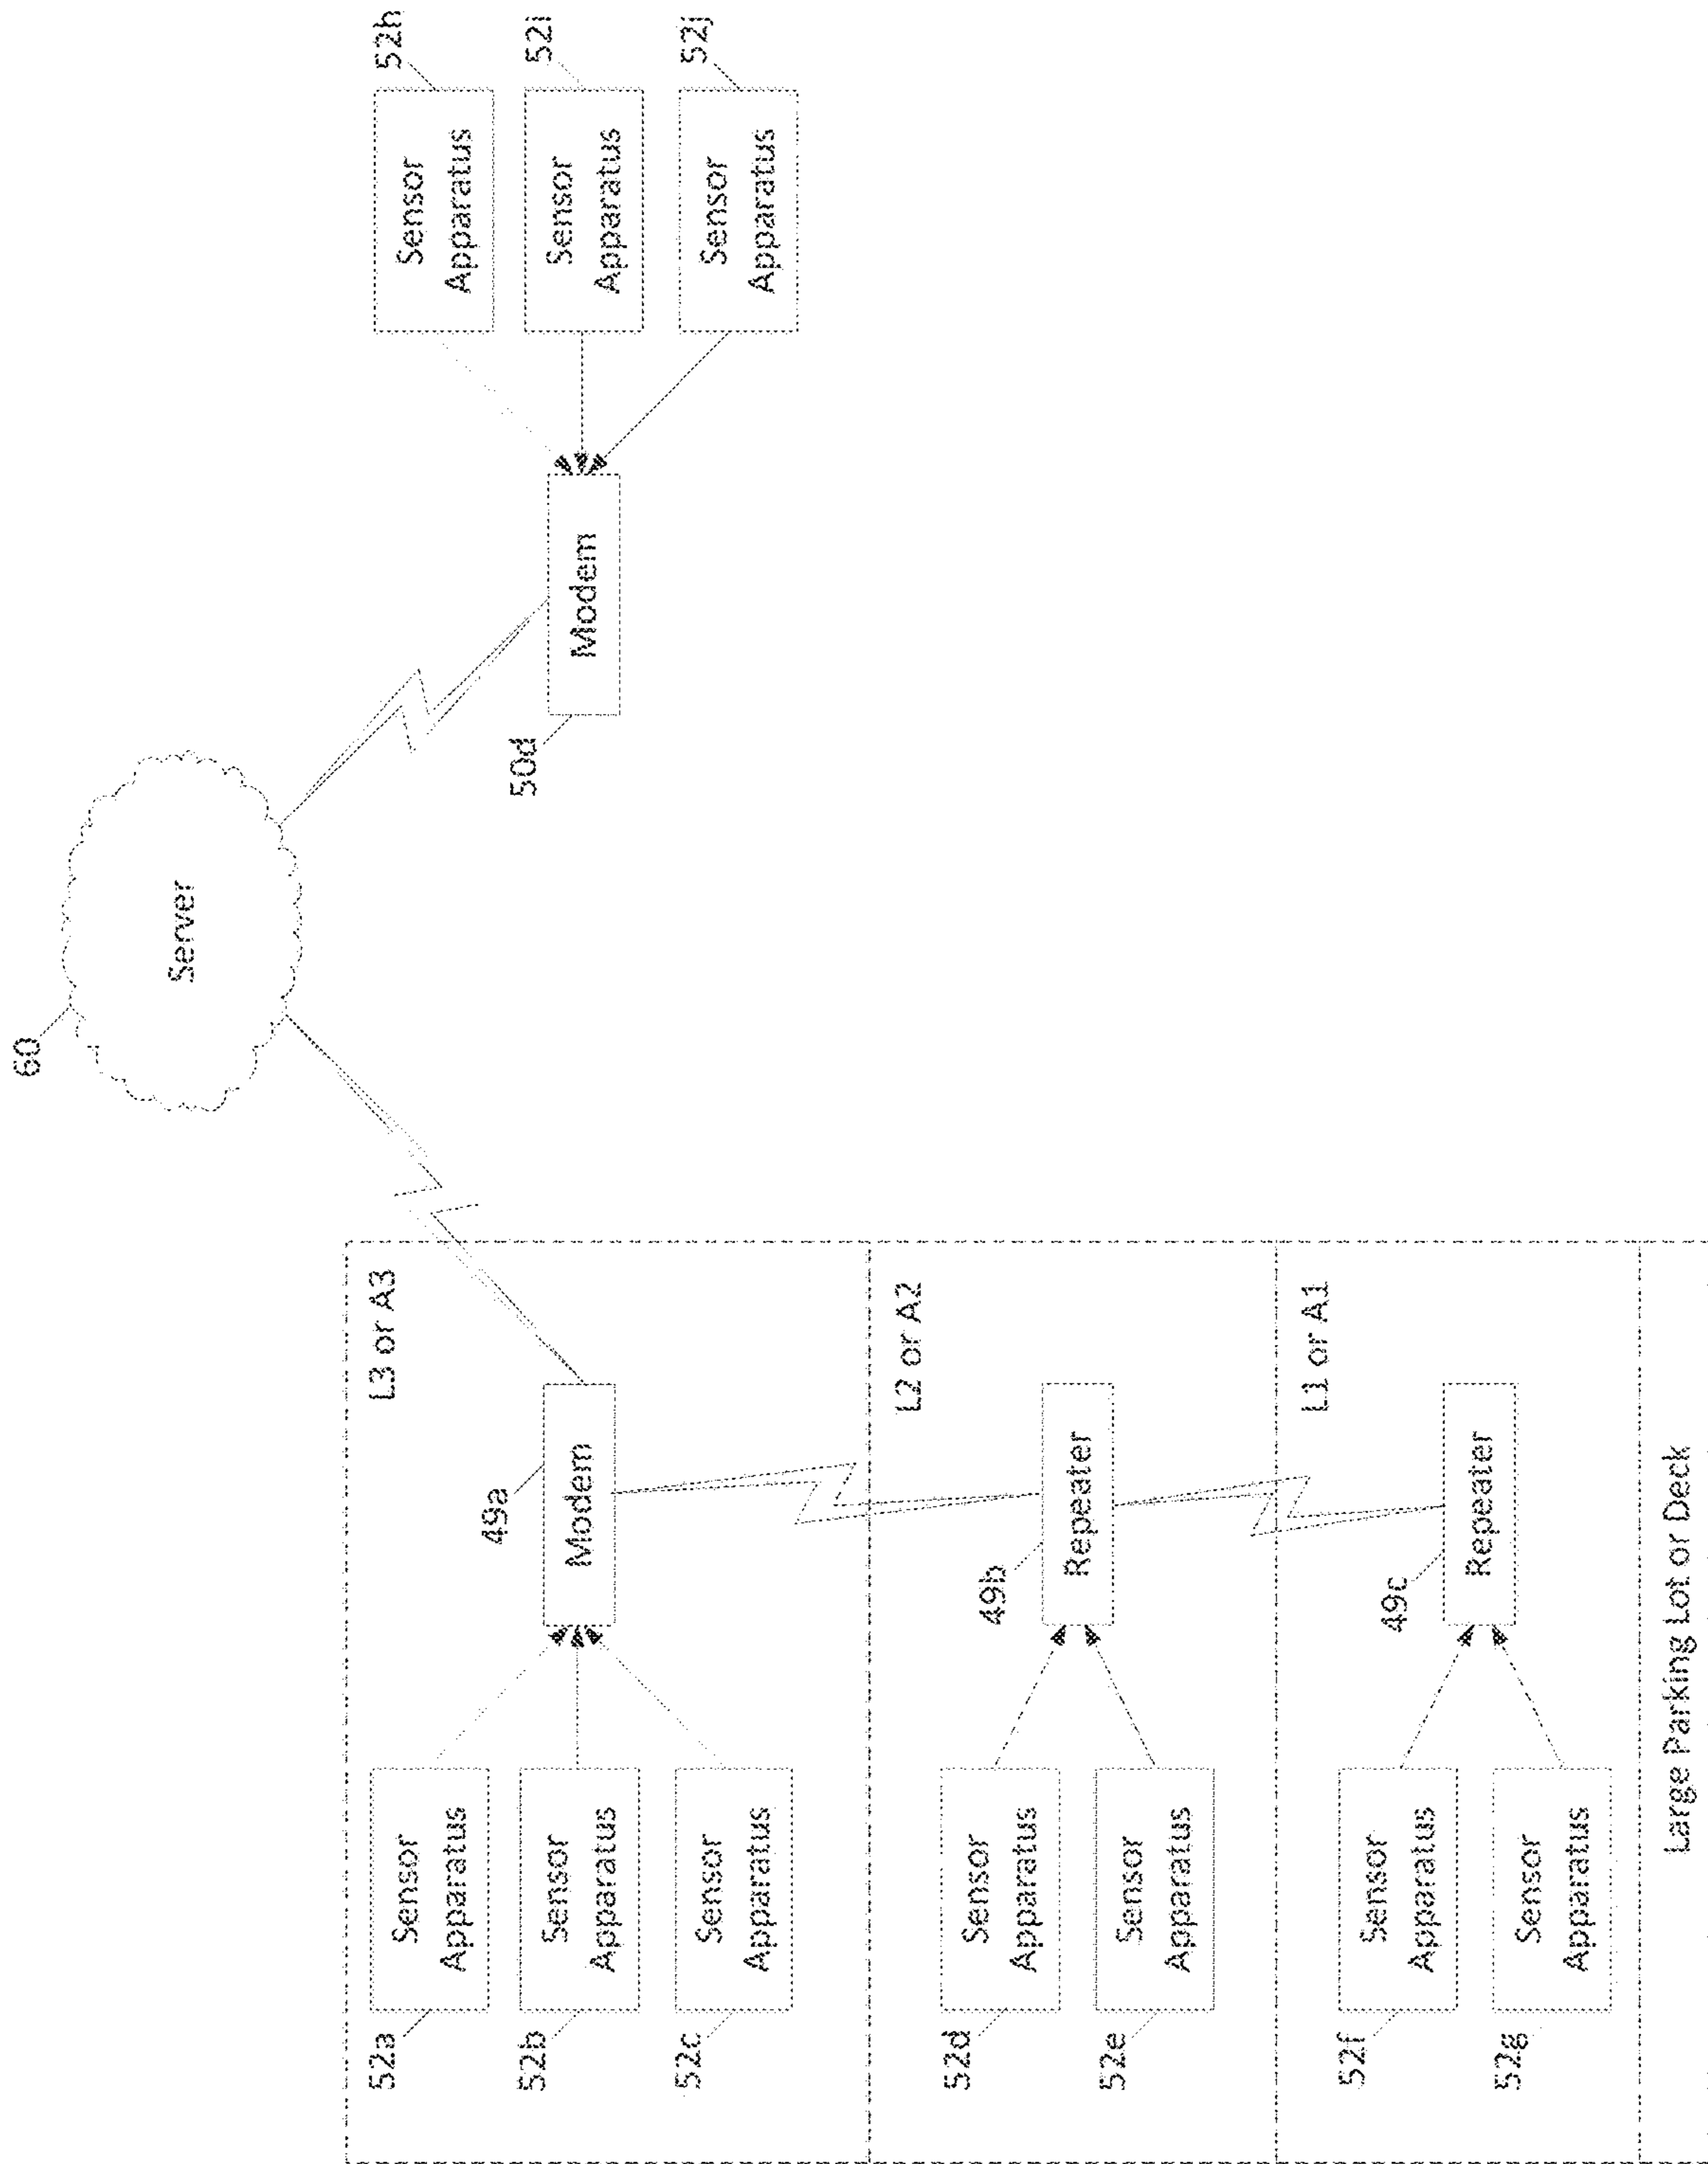 60
Server
L3 or A3
49a
Modem
52a
Sensor
Apparatus
52b
Sensor
Apparatus
52c
Sensor
Apparatus
50d
Modem
52h
Sensor
Apparatus
52i
Sensor
Apparatus
52j
Sensor
Apparatus
L2 or A2
49b
Repeater
52d
Sensor
Apparatus
52e
Sensor
Apparatus
L1 or A1
49c
Repeater
52f
Sensor
Apparatus
52g
Sensor
Apparatus
Large Parking Lot or Deck